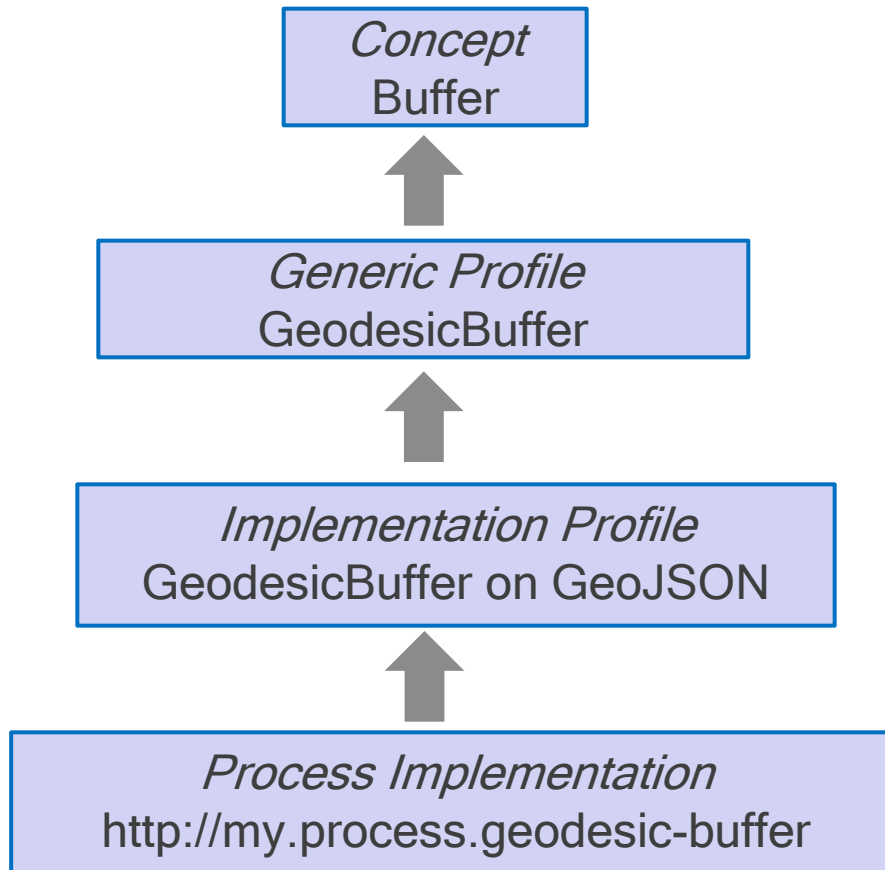 Concept
Buffer
Generic Profile
GeodesicBuffer
Implementation Profile
GeodesicBuffer on GeoJSON
Process Implementation
http://my.process.geodesic-buffer